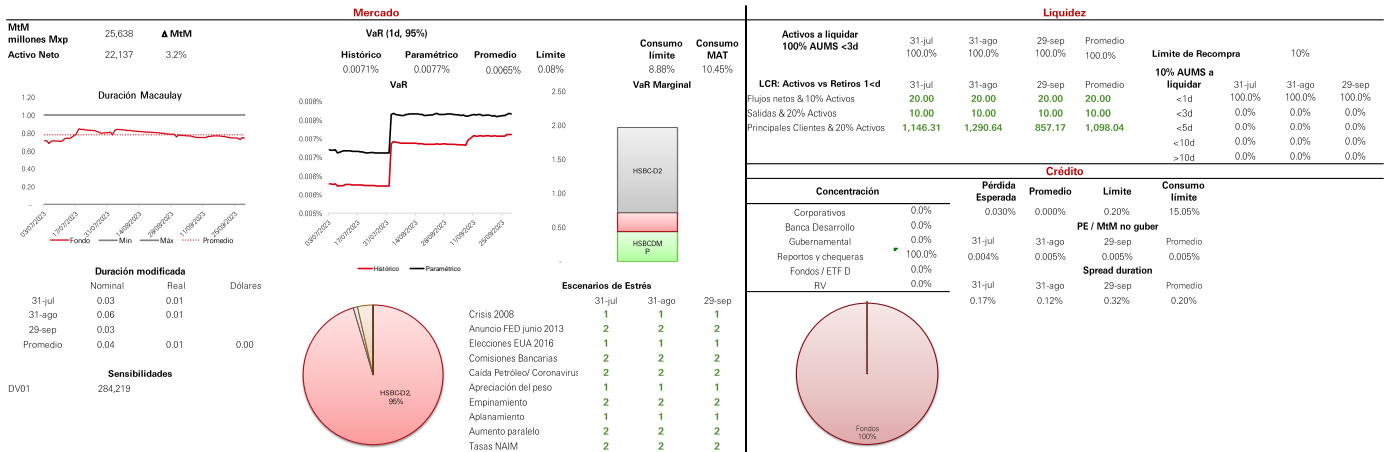 Mercado
MtM
millones Mxp 25,638 Δ MtM
Activo Neto 22,137 3.2%
VaR (1d, 95%)
Histórico Paramétrico Promedio Límite
0.0071% 0.0077% 0.0065% 0.08%
Consumo límite Consumo MAT
8.88% 10.45%
Duración Macaulay
1.20
1.00
0.80
0.60
0.40
0.20
-
03/07/2023 17/07/2023 31/07/2023 14/08/2023 28/08/2023 11/09/2023 25/09/2023
Fondo Min Máx Promedio
VaR
0.008%
0.008%
0.007%
0.007%
0.006%
0.006%
0.005%
03/07/2023 17/07/2023 31/07/2023 14/08/2023 28/08/2023 11/09/2023 25/09/2023
Histórico Paramétrico
VaR Marginal
2.50
2.00
1.50
1.00
0.50
-
HSBC-D2
HSBCDM
P
Duración modificada
Nominal Real Dólares
31-jul 0.03 0.01
31-ago 0.06 0.01
29-sep 0.03
Promedio 0.04 0.01 0.00
Sensibilidades
DV01 284,219
HSBC-D2,
95%
Escenarios de Estrés
31-jul 31-ago 29-sep
Crisis 2008 1 1 1
Anuncio FED junio 2013 2 2 2
Elecciones EUA 2016 1 1 1
Comisiones Bancarias 2 2 2
Caída Petróleo/ Coronavirus 2 2 2
Apreciación del peso 1 1 1
Empinamiento 2 2 2
Aplanamiento 1 1 1
Aumento paralelo 2 2 2
Tasas NAIM 2 2 2
Liquidez
Activos a liquidar
100% AUMS <3d
31-jul 31-ago 29-sep Promedio
100.0% 100.0% 100.0% 100.0%
Límite de Recompra 10%
LCR: Activos vs Retiros 1<d 31-jul 31-ago 29-sep Promedio
Flujos netos & 10% Activos 20.00 20.00 20.00 20.00
Salidas & 20% Activos 10.00 10.00 10.00 10.00
Principales Clientes & 20% Activos 1,146.31 1,290.64 857.17 1,098.04
10% AUMS a
liquidar 31-jul 31-ago 29-sep
<1d 100.0% 100.0% 100.0%
<3d 0.0% 0.0% 0.0%
<5d 0.0% 0.0% 0.0%
<10d 0.0% 0.0% 0.0%
>10d 0.0% 0.0% 0.0%
Crédito
Concentración
Corporativos 0.0%
Banca Desarrollo 0.0%
Gubernamental 0.0%
Reportos y chequeras 100.0%
Fondos / ETF D 0.0%
RV 0.0%
Pérdida Esperada Promedio Límite Consumo límite
0.030% 0.000% 0.20% 15.05%
PE / MtM no guber
31-jul 31-ago 29-sep Promedio
0.004% 0.005% 0.005% 0.005%
Spread duration
31-jul 31-ago 29-sep Promedio
0.17% 0.12% 0.32% 0.20%
Fondos
100%